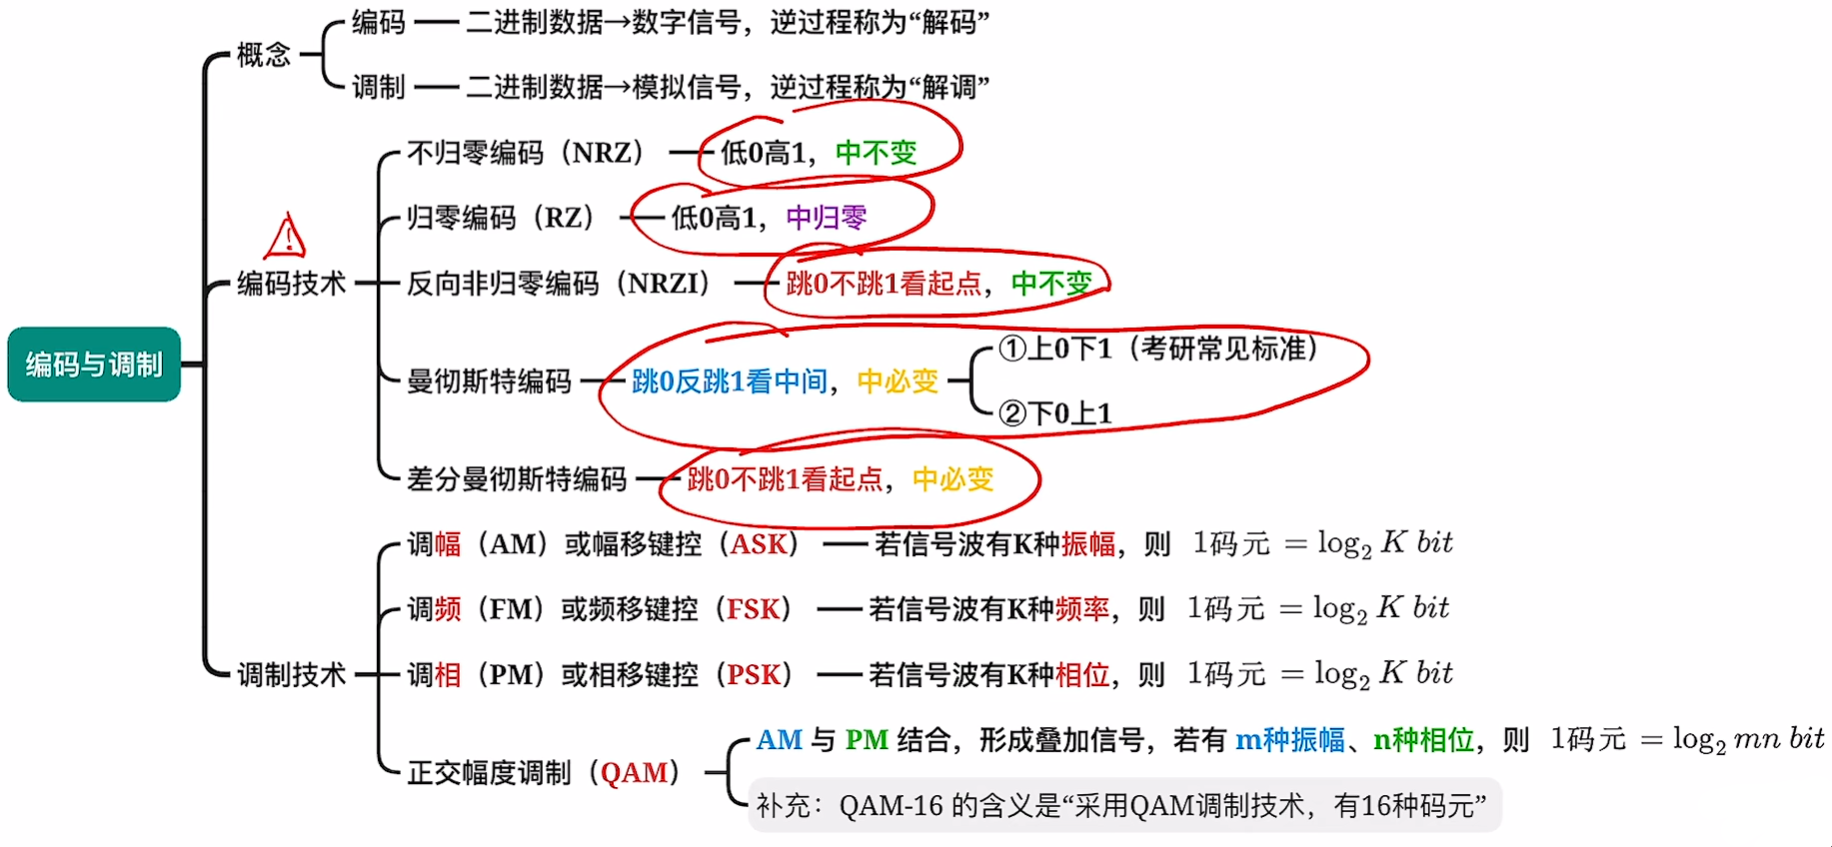 编码与调制
概念
编码 二进制数据→数字信号，逆过程称为“解码”
调制 二进制数据→模拟信号，逆过程称为“解调”
编码技术
不归零编码（NRZ） 低0高1，中不变
归零编码（RZ） 低0高1，中归零
反向非归零编码（NRZI） 跳0不跳1看起点，中不变
曼彻斯特编码 跳0反跳1看中间，中必变
①上0下1（考研常见标准）
②下0上1
差分曼彻斯特编码 跳0不跳1看起点，中必变
调制技术
调幅（AM）或幅移键控（ASK） 若信号波有K种振幅，则 1码元 = log₂ K bit
调频（FM）或频移键控（FSK） 若信号波有K种频率，则 1码元 = log₂ K bit
调相（PM）或相移键控（PSK） 若信号波有K种相位，则 1码元 = log₂ K bit
正交幅度调制（QAM）
AM 与 PM 结合，形成叠加信号，若有 m种振幅、n种相位，则 1码元 = log₂ mn bit
补充：QAM-16 的含义是“采用QAM调制技术，有16种码元”